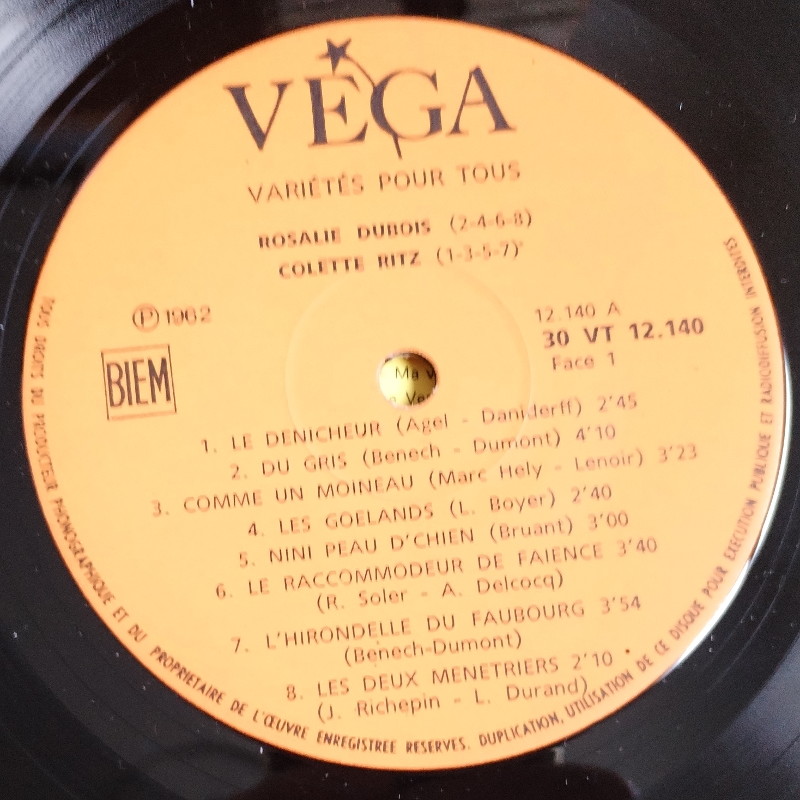 VÉGA
VARIÉTÉS POUR TOUS
ROSALIE DUBOIS (2-4-6-8)
COLETTE RITZ (1-3-5-7)
Ⓟ 1962
12.140 A
30 VT 12.140
Face 1
BIEM
Ma
1. LE DENICHEUR (Agel - Daniderff) 2'45
2. DU GRIS (Benech - Dumont) 4'10
3. COMME UN MOINEAU (Marc Hely - Lenoir) 3'23
4. LES GOELANDS (L. Boyer) 2'40
5. NINI PEAU D'CHIEN (Bruant) 3'00
6. LE RACCOMMODEUR DE FAIENCE 3'40
(R. Soler - A. Delcocq)
7. L'HIRONDELLE DU FAUBOURG 3'54
(Benech-Dumont)
8. LES DEUX MENETRIERS 2'10
(J. Richepin - L. Durand)
TOUS DROITS DU PRODUCTEUR PHONOGRAPHIQUE ET DU PROPRIETAIRE DE L'ŒUVRE ENREGISTREE RESERVES. DUPLICATION, UTILISATION DE CE DISQUE POUR EXECUTION PUBLIQUE ET RADIODIFFUSION INTERDITES